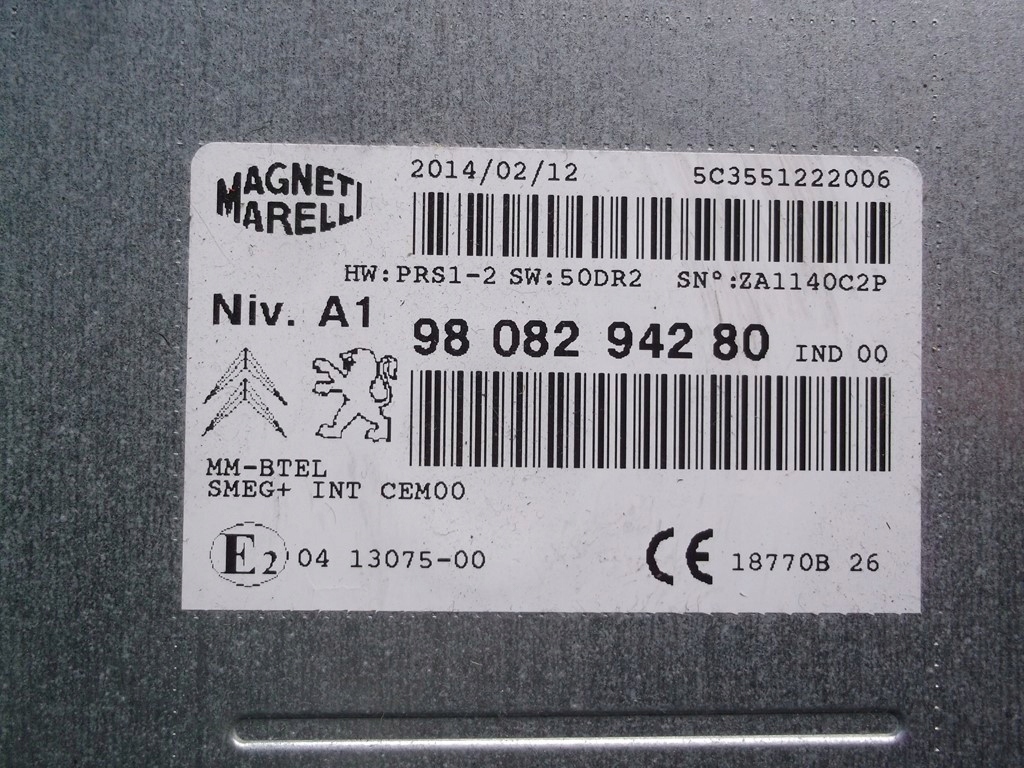 MAGNETI
MARELLI
2014/02/12 5C3551222006
HW:PRS1-2 SW:50DR2 SN°:ZA1140C2P
Niv. A1
98 082 942 80 IND 00
MM-BTEL
SMEG+ INT CEM00
E2 04 13075-00
CE 18770B 26